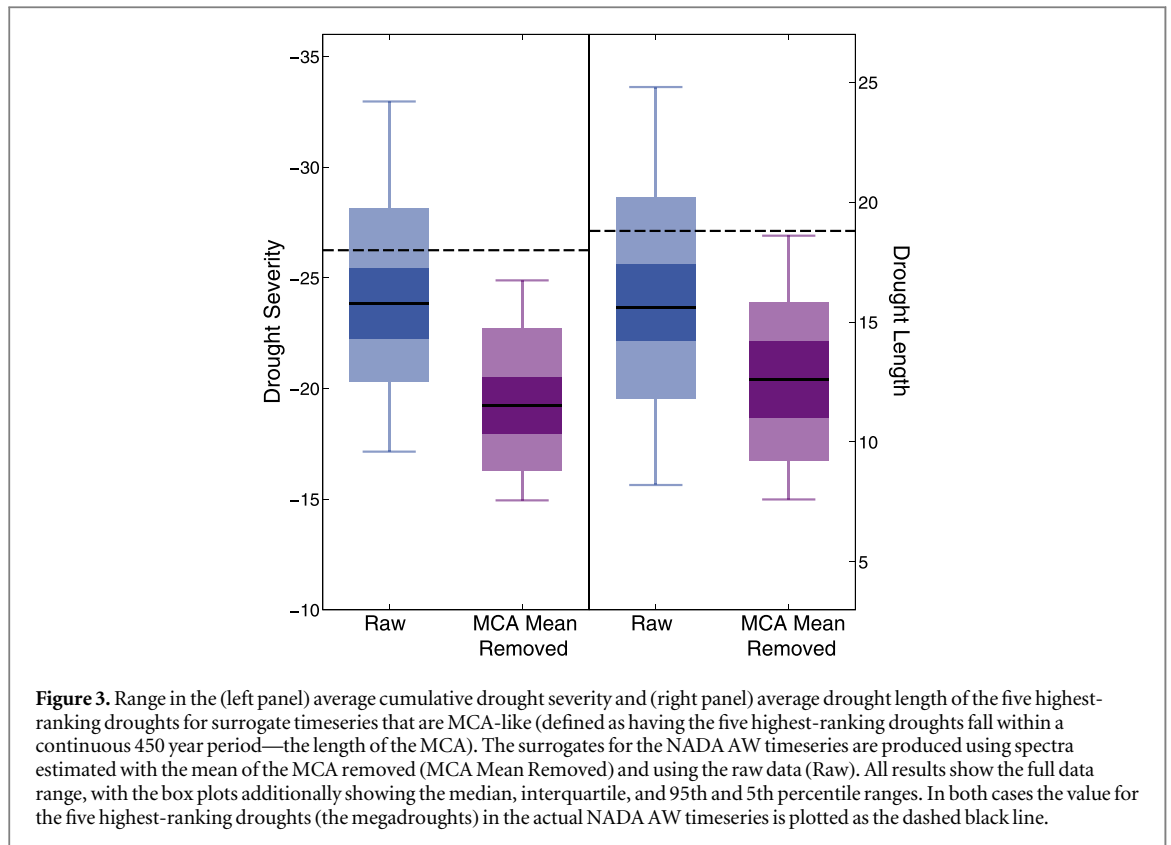 −35
−30
−25
−20
−15
−10
Drought Severity
25
20
15
10
5
Drought Length
Raw
MCA Mean
Removed
Raw
MCA Mean
Removed
Figure 3. Range in the (left panel) average cumulative drought severity and (right panel) average drought length of the five highest-
ranking droughts for surrogate timeseries that are MCA-like (defined as having the five highest-ranking droughts fall within a
continuous 450 year period—the length of the MCA). The surrogates for the NADA AW timeseries are produced using spectra
estimated with the mean of the MCA removed (MCA Mean Removed) and using the raw data (Raw). All results show the full data
range, with the box plots additionally showing the median, interquartile, and 95th and 5th percentile ranges. In both cases the value for
the five highest-ranking droughts (the megadroughts) in the actual NADA AW timeseries is plotted as the dashed black line.